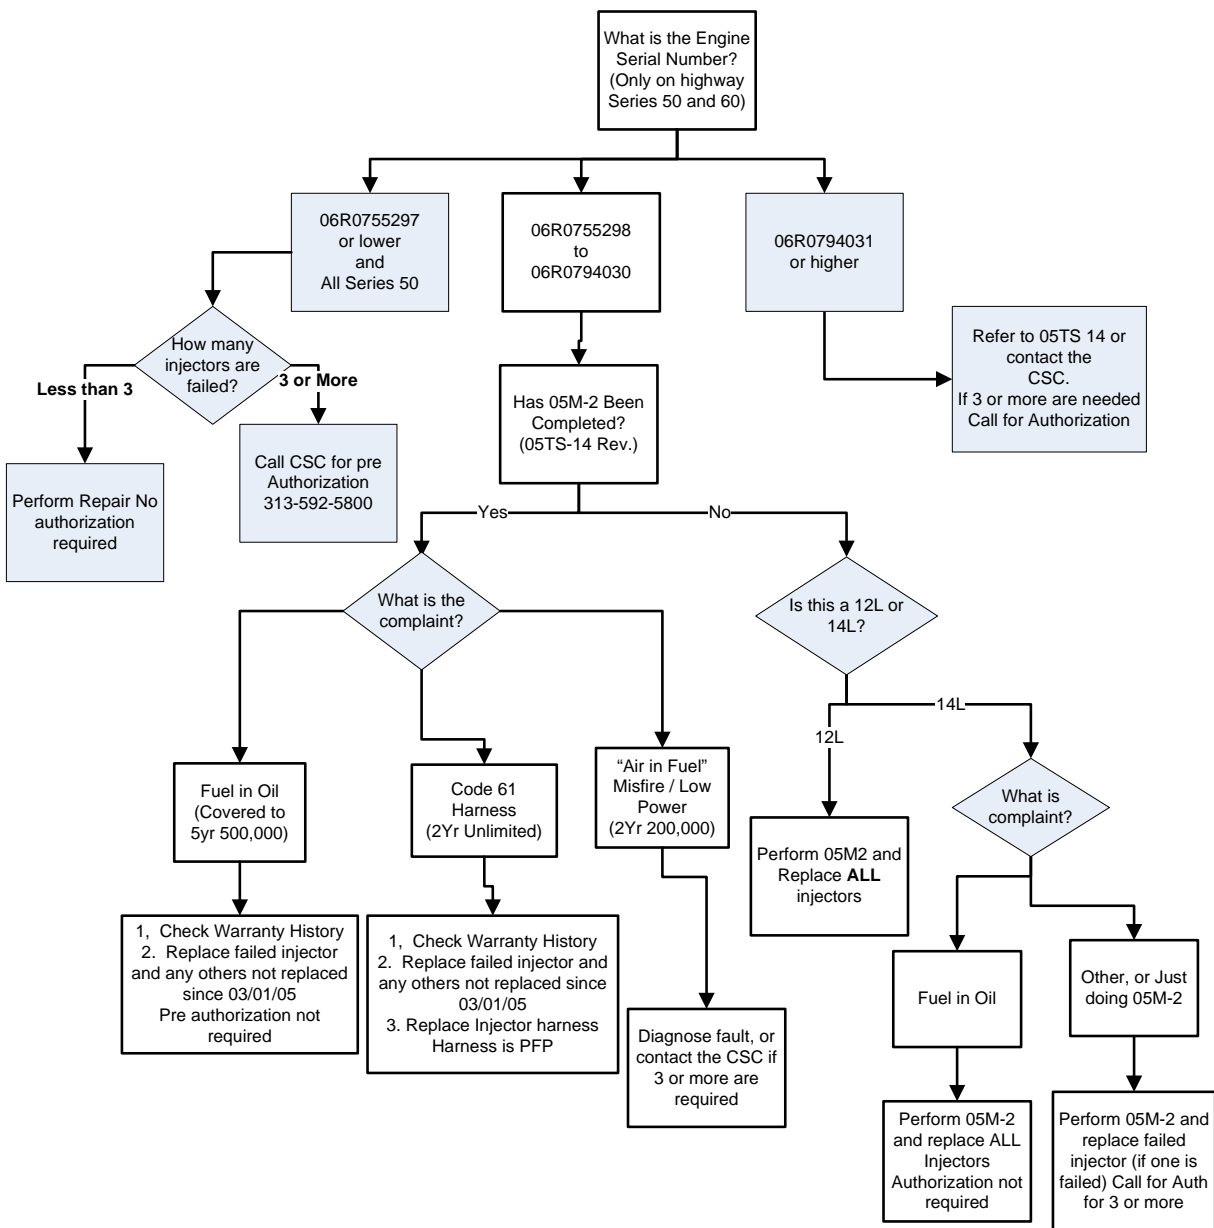 What is the Engine
Serial Number?
(Only on highway
Series 50 and 60)
06R0755297
or lower
and
All Series 50
06R0755298
to
06R0794030
06R0794031
or higher
How many
injectors are
failed?
Less than 3
3 or More
Refer to 05TS 14 or
contact the
CSC.
If 3 or more are needed
Call for Authorization
Has 05M-2 Been
Completed?
(05TS-14 Rev.)
Perform Repair No
authorization
required
Call CSC for pre
Authorization
313-592-5800
Yes
No
What is the
complaint?
Is this a 12L or
14L?
12L
14L
Fuel in Oil
(Covered to
5yr 500,000)
Code 61
Harness
(2Yr Unlimited)
“Air in Fuel”
Misfire / Low
Power
(2Yr 200,000)
What is
complaint?
Perform 05M2 and
Replace ALL
injectors
1, Check Warranty History
2. Replace failed injector
and any others not replaced
since 03/01/05
Pre authorization not
required
1, Check Warranty History
2. Replace failed injector and
any others not replaced since
03/01/05
3. Replace Injector harness
Harness is PFP
Diagnose fault, or
contact the CSC if
3 or more are
required
Fuel in Oil
Other, or Just
doing 05M-2
Perform 05M-2
and replace ALL
Injectors
Authorization not
required
Perform 05M-2 and
replace failed
injector (if one is
failed) Call for Auth
for 3 or more